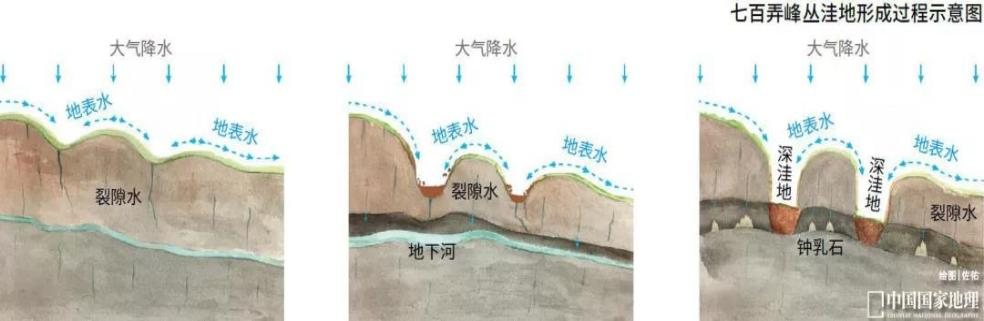 七百弄峰丛洼地形成过程示意图
大气降水
地表水
地表水
裂隙水
大气降水
地表水
地表水
裂隙水
地下河
大气降水
地表水
地表水
深洼地
深洼地
裂隙水
钟乳石
绘图|佐佑
中国国家地理
CHINESE NATIONAL GEOGRAPHY